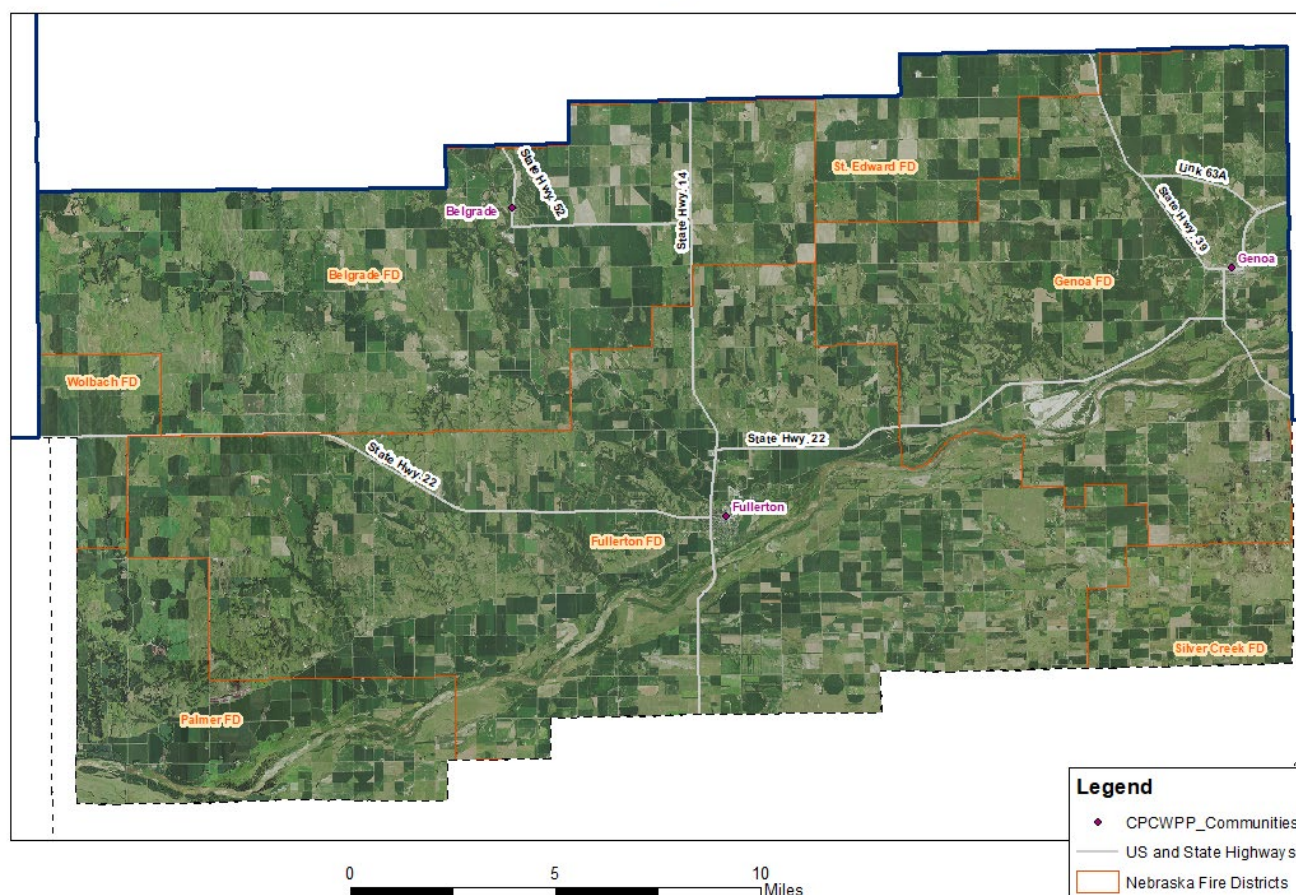 State Hwy. 52
Belgrade
State Hwy. 14
St. Edward FD
Link 63A
State Hwy. 39
Genoa
Belgrade FD
Genoa FD
Wolbach FD
State Hwy. 22
State Hwy. 22
Fullerton
Fullerton FD
Silver Creek FD
Palmer FD
Legend
CPCWPP_Communities
US and State Highways
Nebraska Fire Districts
0 5 10
Miles